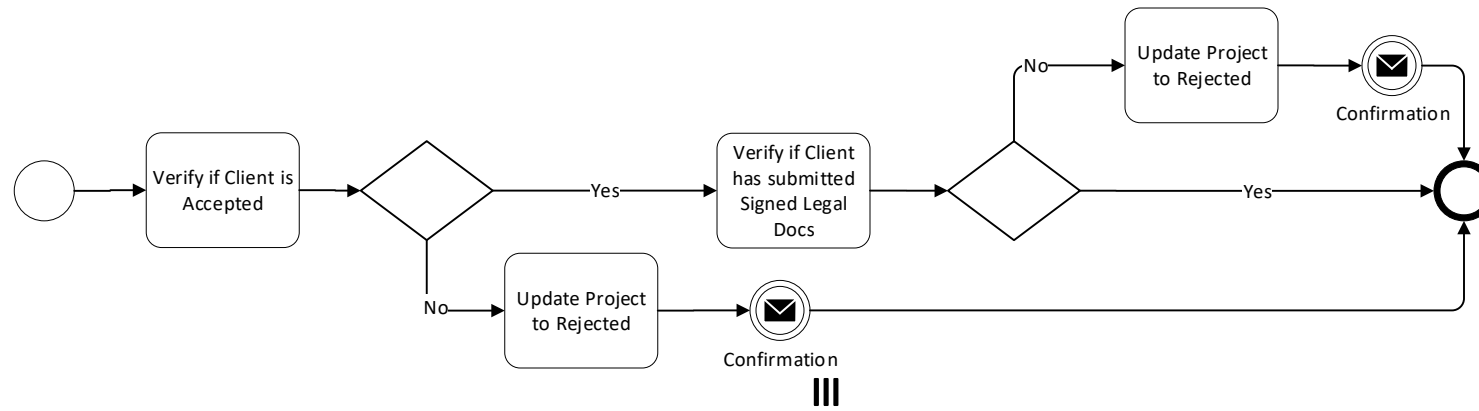 Verify if Client is
Accepted
Yes
No
Update Project
to Rejected
Confirmation
Verify if Client
has submitted
Signed Legal
Docs
No
Update Project
to Rejected
Confirmation
Yes